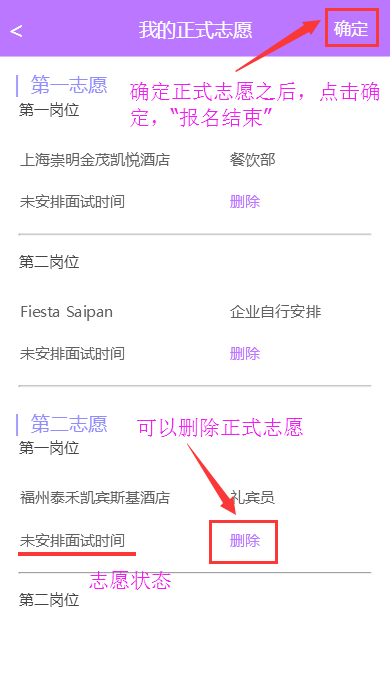 <
我的正式志愿
确定
确定正式志愿之后，点击确
定，“报名结束”
第一志愿
第一岗位
上海崇明金茂凯悦酒店 餐饮部
未安排面试时间 删除
第二岗位
Fiesta Saipan 企业自行安排
未安排面试时间 删除
第二志愿
可以删除正式志愿
第一岗位
福州泰禾凯宾斯基酒店 礼宾员
未安排面试时间 删除
志愿状态
第二岗位